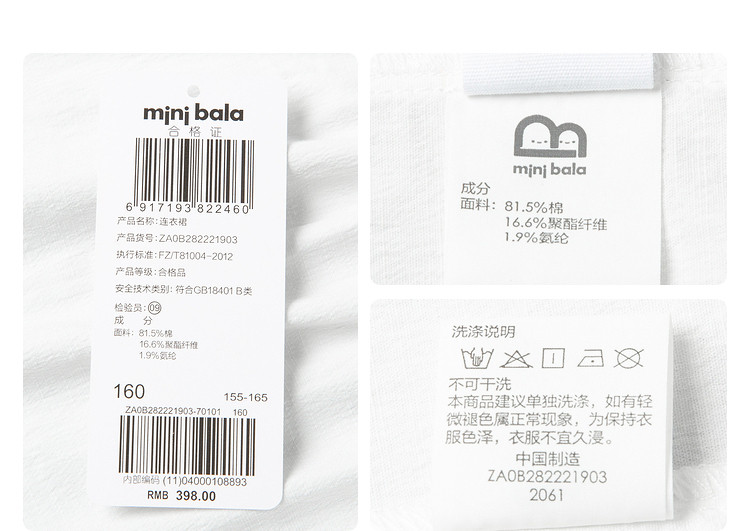 mini bala
合格证
6 917193 822460
产品名称:连衣裙
产品货号:ZA0B282221903
执行标准:FZ/T81004-2012
产品等级:合格品
安全技术类别:符合GB18401 B类
检验员:09
成 分
面料:81.5%棉
16.6%聚酯纤维
1.9%氨纶
160 155-165
ZA0B282221903-70101 160
内部编码 (11)04000108893
RMB 398.00
mini bala
成分
面料:81.5%棉
16.6%聚酯纤维
1.9%氨纶
洗涤说明
不可干洗
本商品建议单独洗涤,如有轻
微褪色属正常现象,为保持衣
服色泽,衣服不宜久浸。
中国制造
ZA0B282221903
2061